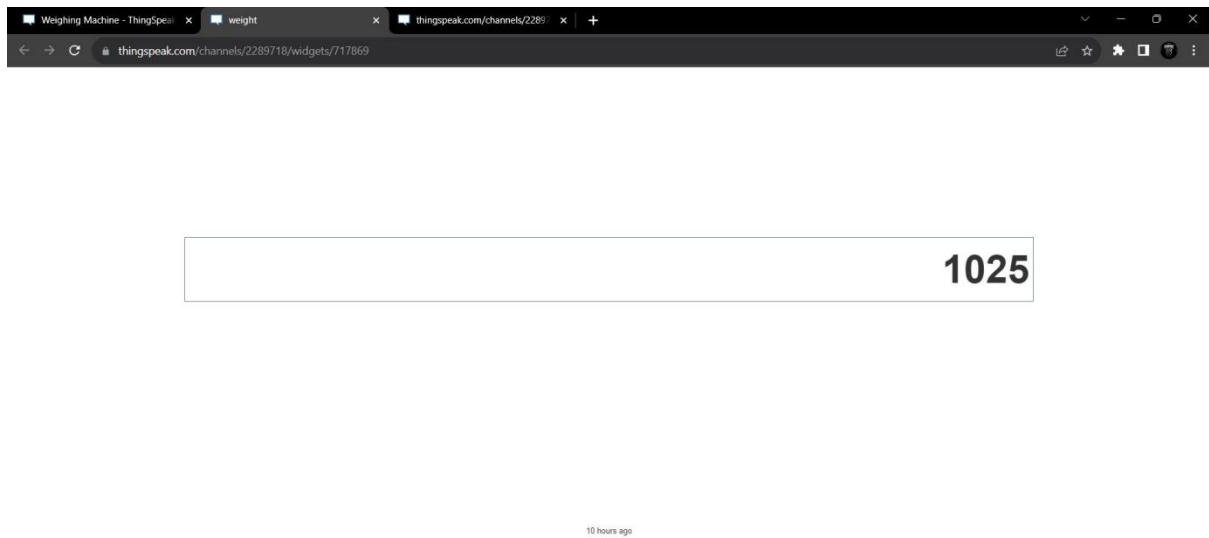 Weighing Machine - ThingSpeak
weight
thingspeak.com/channels/2289
thingspeak.com/channels/2289718/widgets/717869
1025
10 hours ago